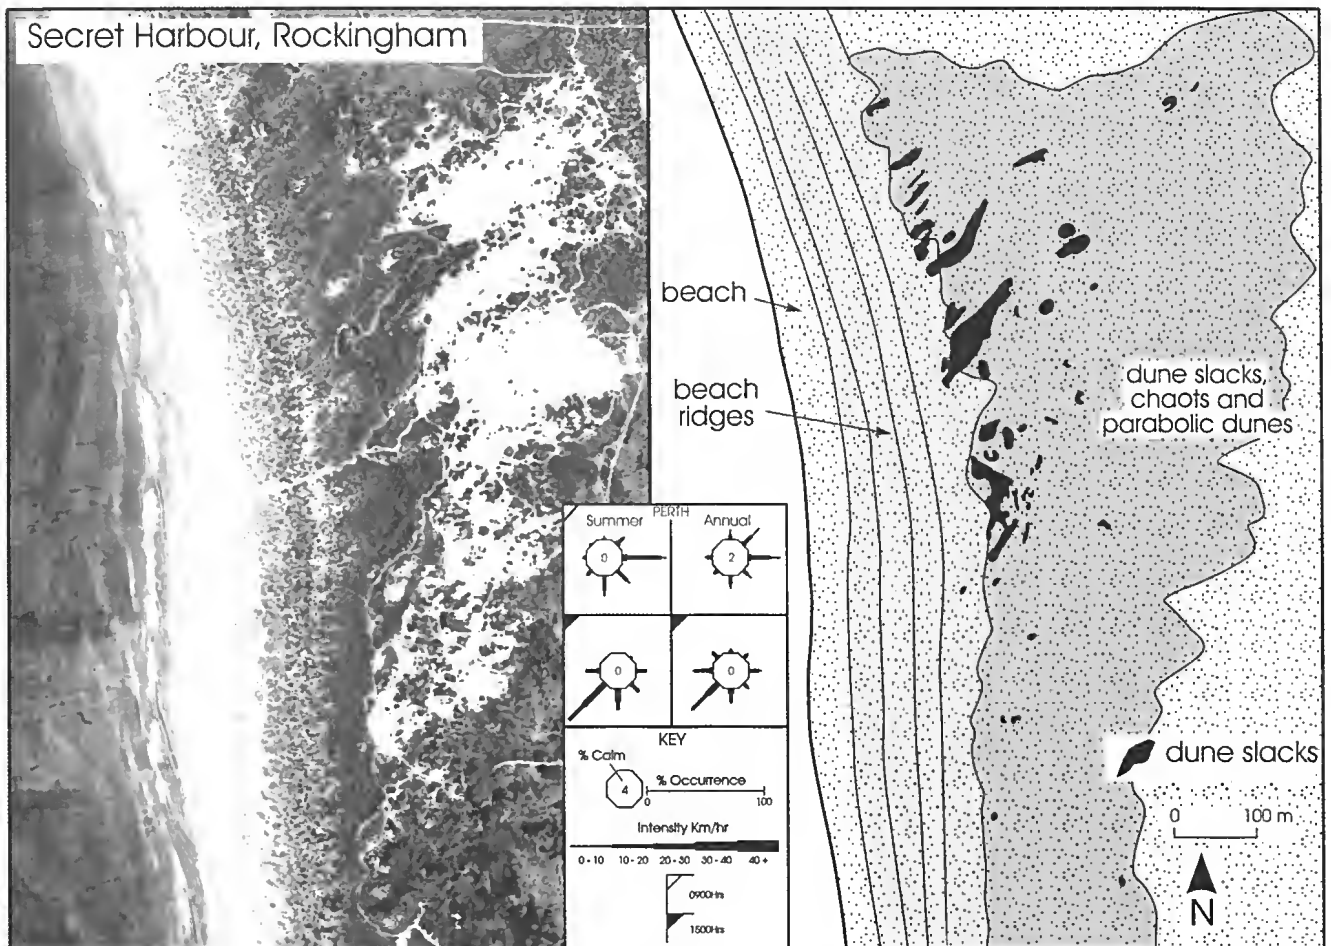 Secret Harbour, Rockingham
beach
beach
ridges
dune slacks,
chaots and
parabolic dunes
dune slacks
0 100 m
N
PERTH
Summer Annual
0 2
0 0
KEY
% Calm
4
% Occurrence
0 100
Intensity Km/hr
0 - 10 10 - 20 20 - 30 30 - 40 40 +
0900Hrs
1500Hrs